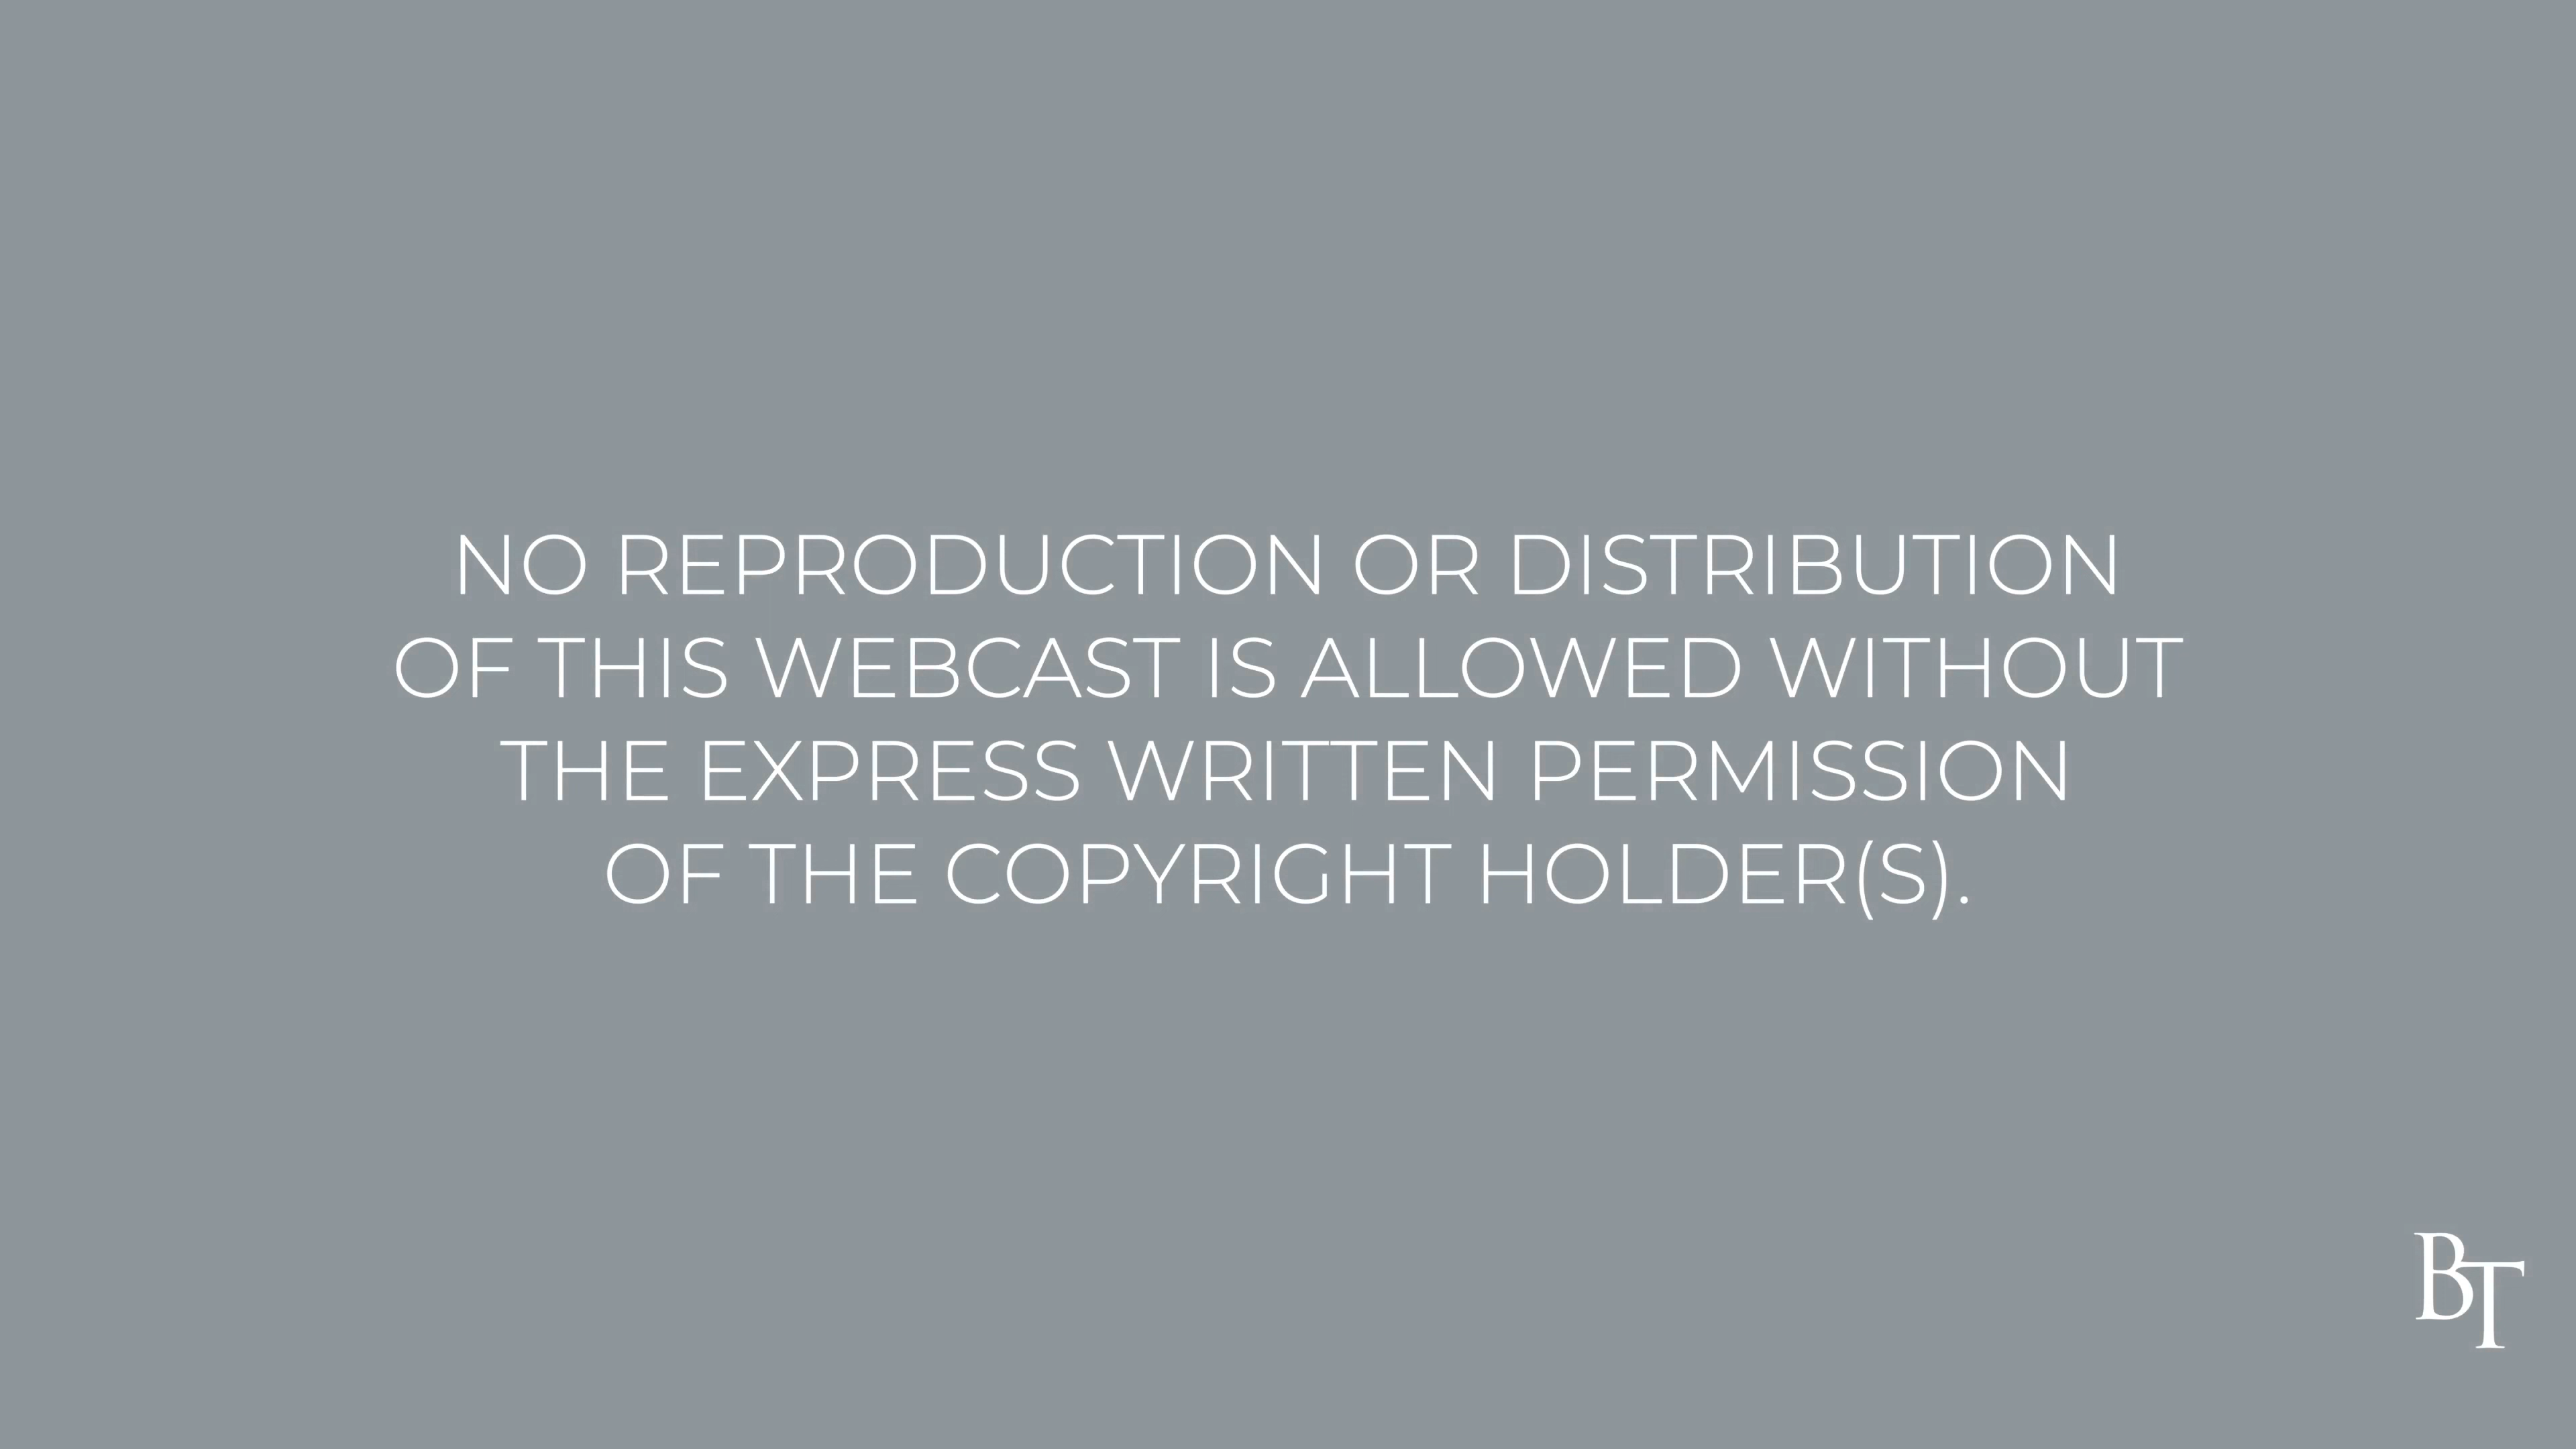 NO REPRODUCTION OR DISTRIBUTION
OF THIS WEBCAST IS ALLOWED WITHOUT
THE EXPRESS WRITTEN PERMISSION
OF THE COPYRIGHT HOLDER(S).
BT